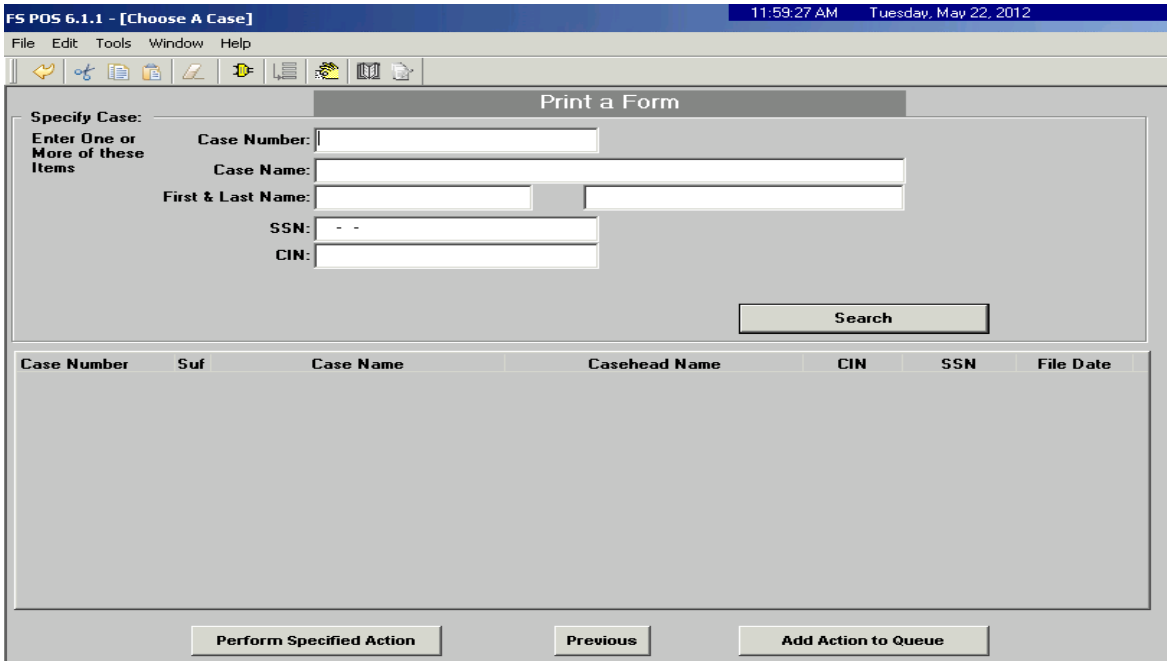 FS POS 6.1.1 - [Choose A Case]
11:59:27 AM Tuesday, May 22, 2012
File Edit Tools Window Help
Print a Form
Specify Case:
Enter One or More of these Items
Case Number:
Case Name:
First & Last Name:
SSN: - -
CIN:
Search
Case Number Suf Case Name Casehead Name CIN SSN File Date
Perform Specified Action Previous Add Action to Queue